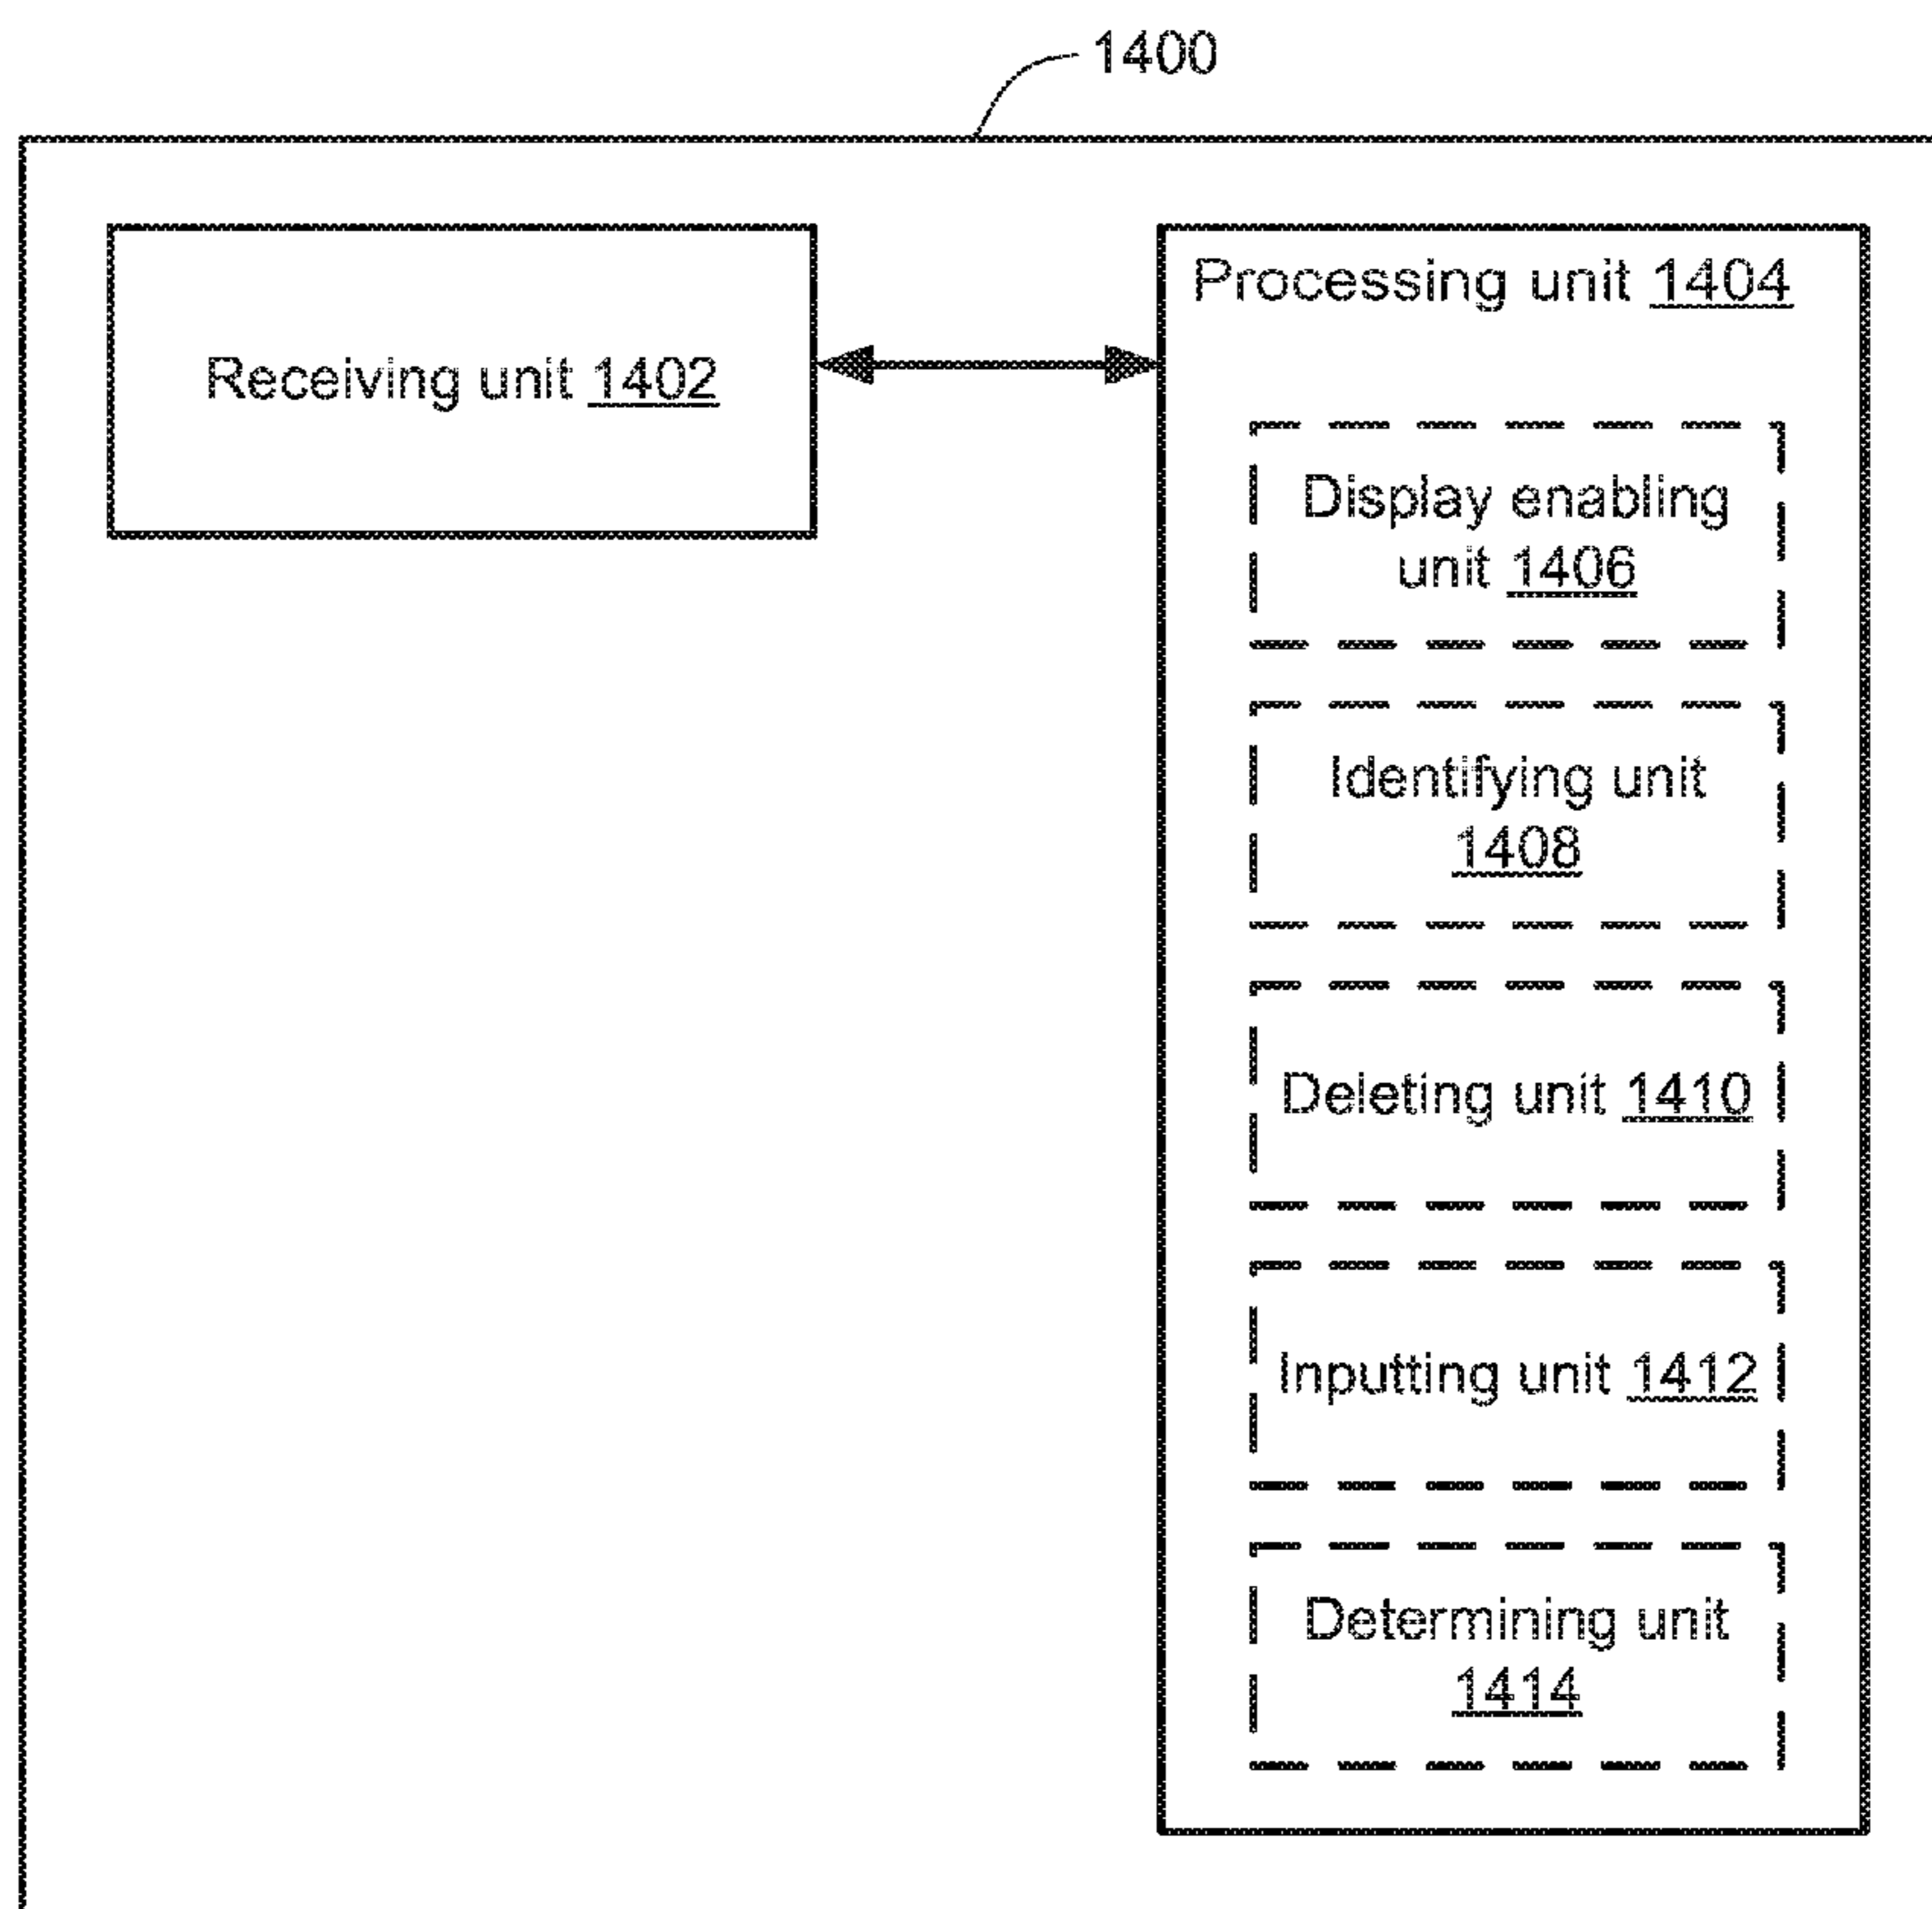 1400
Receiving unit 1402
Processing unit 1404
Display enabling
unit 1406
Identifying unit
1408
Deleting unit 1410
Inputting unit 1412
Determining unit
1414